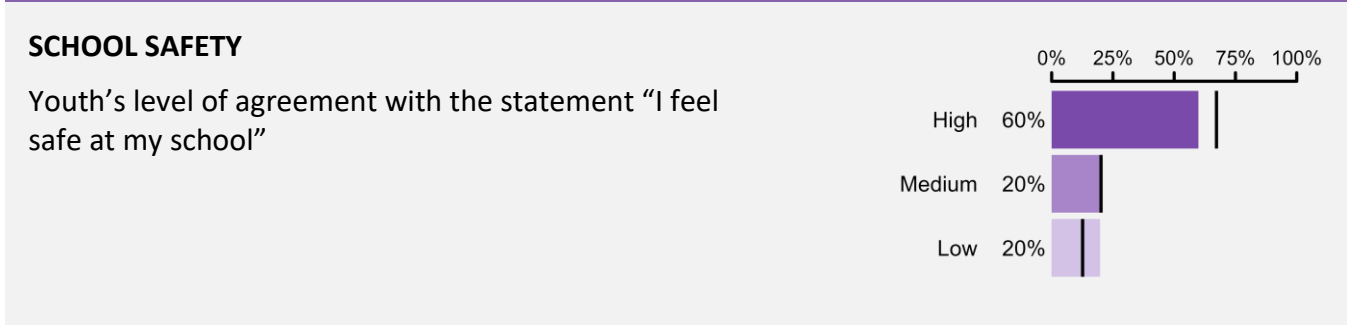 SCHOOL SAFETY
Youth’s level of agreement with the statement “I feel
safe at my school”
0% 25% 50% 75% 100%
High 60%
Medium 20%
Low 20%